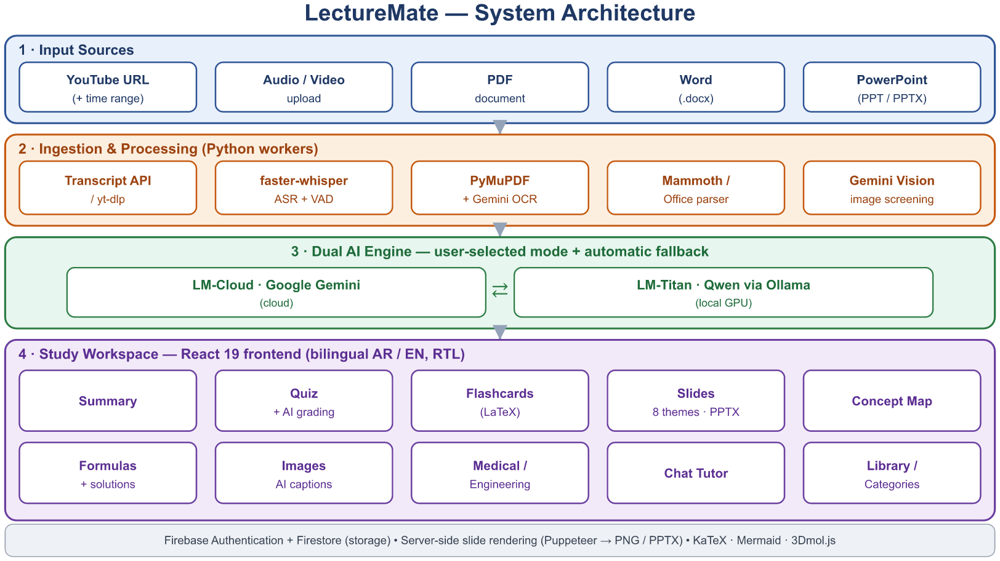 LectureMate — System Architecture
1 · Input Sources
YouTube URL
(+ time range)
Audio / Video
upload
PDF
document
Word
(.docx)
PowerPoint
(PPT / PPTX)
2 · Ingestion & Processing (Python workers)
Transcript API
/ yt-dlp
faster-whisper
ASR + VAD
PyMuPDF
+ Gemini OCR
Mammoth /
Office parser
Gemini Vision
image screening
3 · Dual AI Engine — user-selected mode + automatic fallback
LM-Cloud · Google Gemini
(cloud)
⇄
LM-Titan · Qwen via Ollama
(local GPU)
4 · Study Workspace — React 19 frontend (bilingual AR / EN, RTL)
Summary
Quiz
+ AI grading
Flashcards
(LaTeX)
Slides
8 themes · PPTX
Concept Map
Formulas
+ solutions
Images
AI captions
Medical /
Engineering
Chat Tutor
Library /
Categories
Firebase Authentication + Firestore (storage) • Server-side slide rendering (Puppeteer → PNG / PPTX) • KaTeX · Mermaid · 3Dmol.js